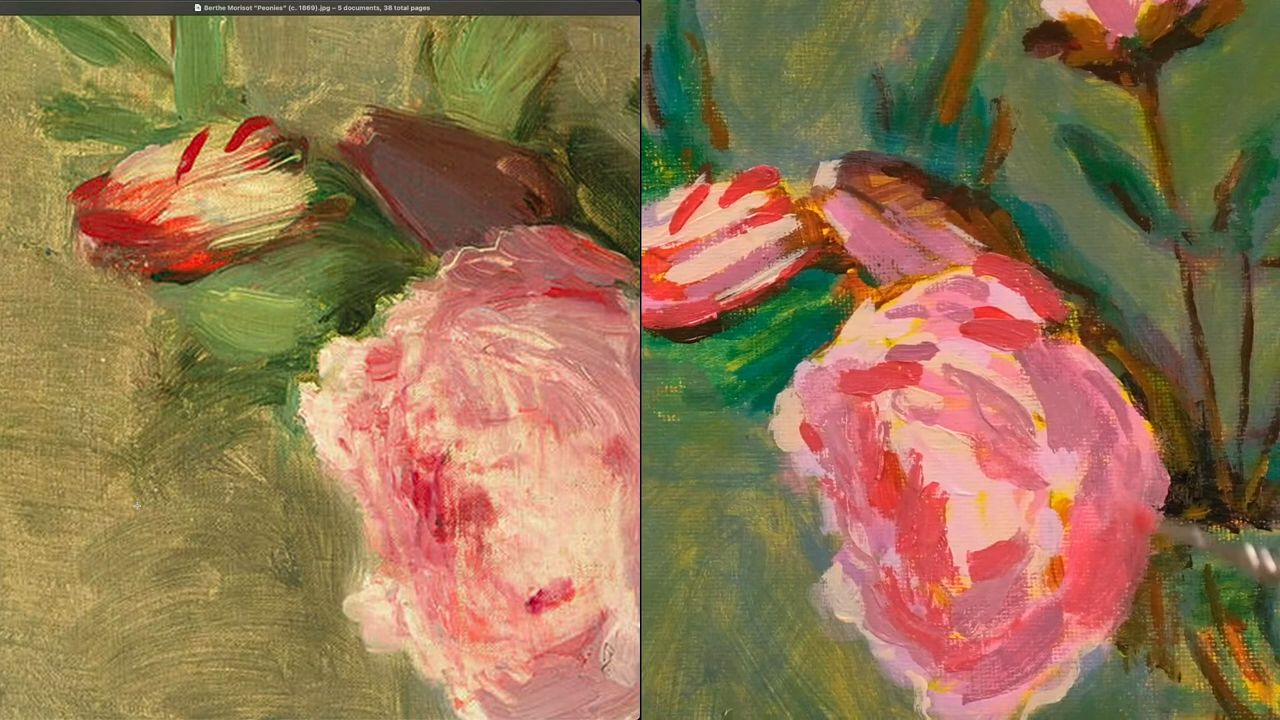 Berthe Morisot "Peonies" (c. 1869).jpg – 5 documents, 38 total pages